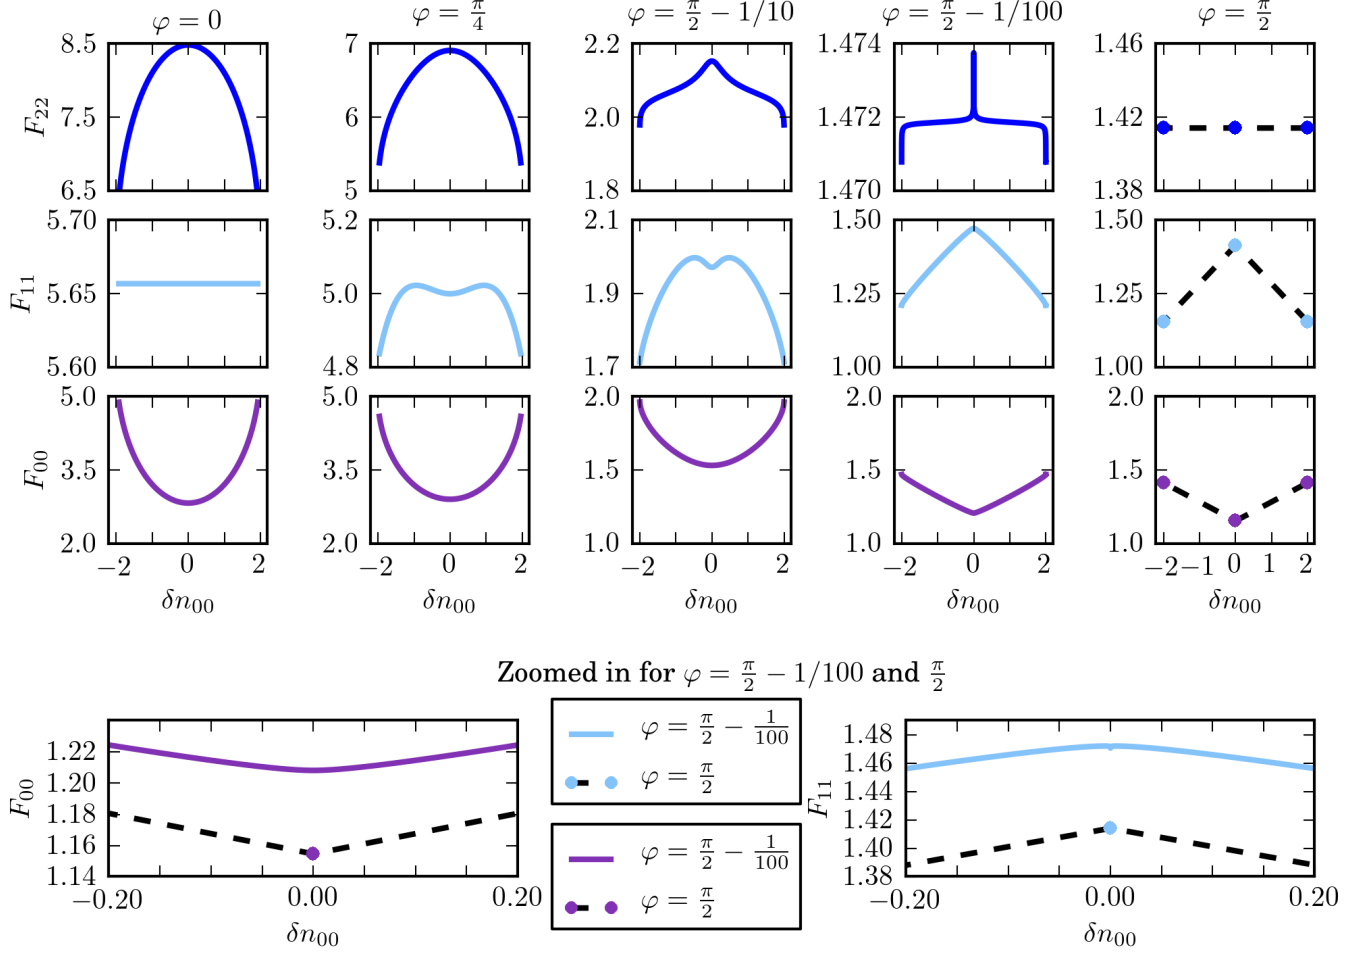 φ = 0
φ = π/4
φ = π/2 − 1/10
φ = π/2 − 1/100
φ = π/2
F22
8.5
7.5
6.5
7
6
5
2.2
2.0
1.8
1.474
1.472
1.470
1.46
1.42
1.38
F11
5.70
5.65
5.60
5.2
5.0
4.8
2.1
1.9
1.7
1.50
1.25
1.00
1.50
1.25
1.00
F00
5.0
3.5
2.0
5.0
3.5
2.0
2.0
1.5
1.0
2.0
1.5
1.0
2.0
1.5
1.0
−2 0 2
−2 0 2
−2 0 2
−2 0 2
−2 −1 0 1 2
δn00
δn00
δn00
δn00
δn00
Zoomed in for φ = π/2 − 1/100 and π/2
F00
1.22
1.20
1.18
1.16
1.14
−0.20 0.00 0.20
δn00
φ = π/2 − 1/100
φ = π/2
φ = π/2 − 1/100
φ = π/2
F11
1.48
1.46
1.44
1.42
1.40
1.38
−0.20 0.00 0.20
δn00